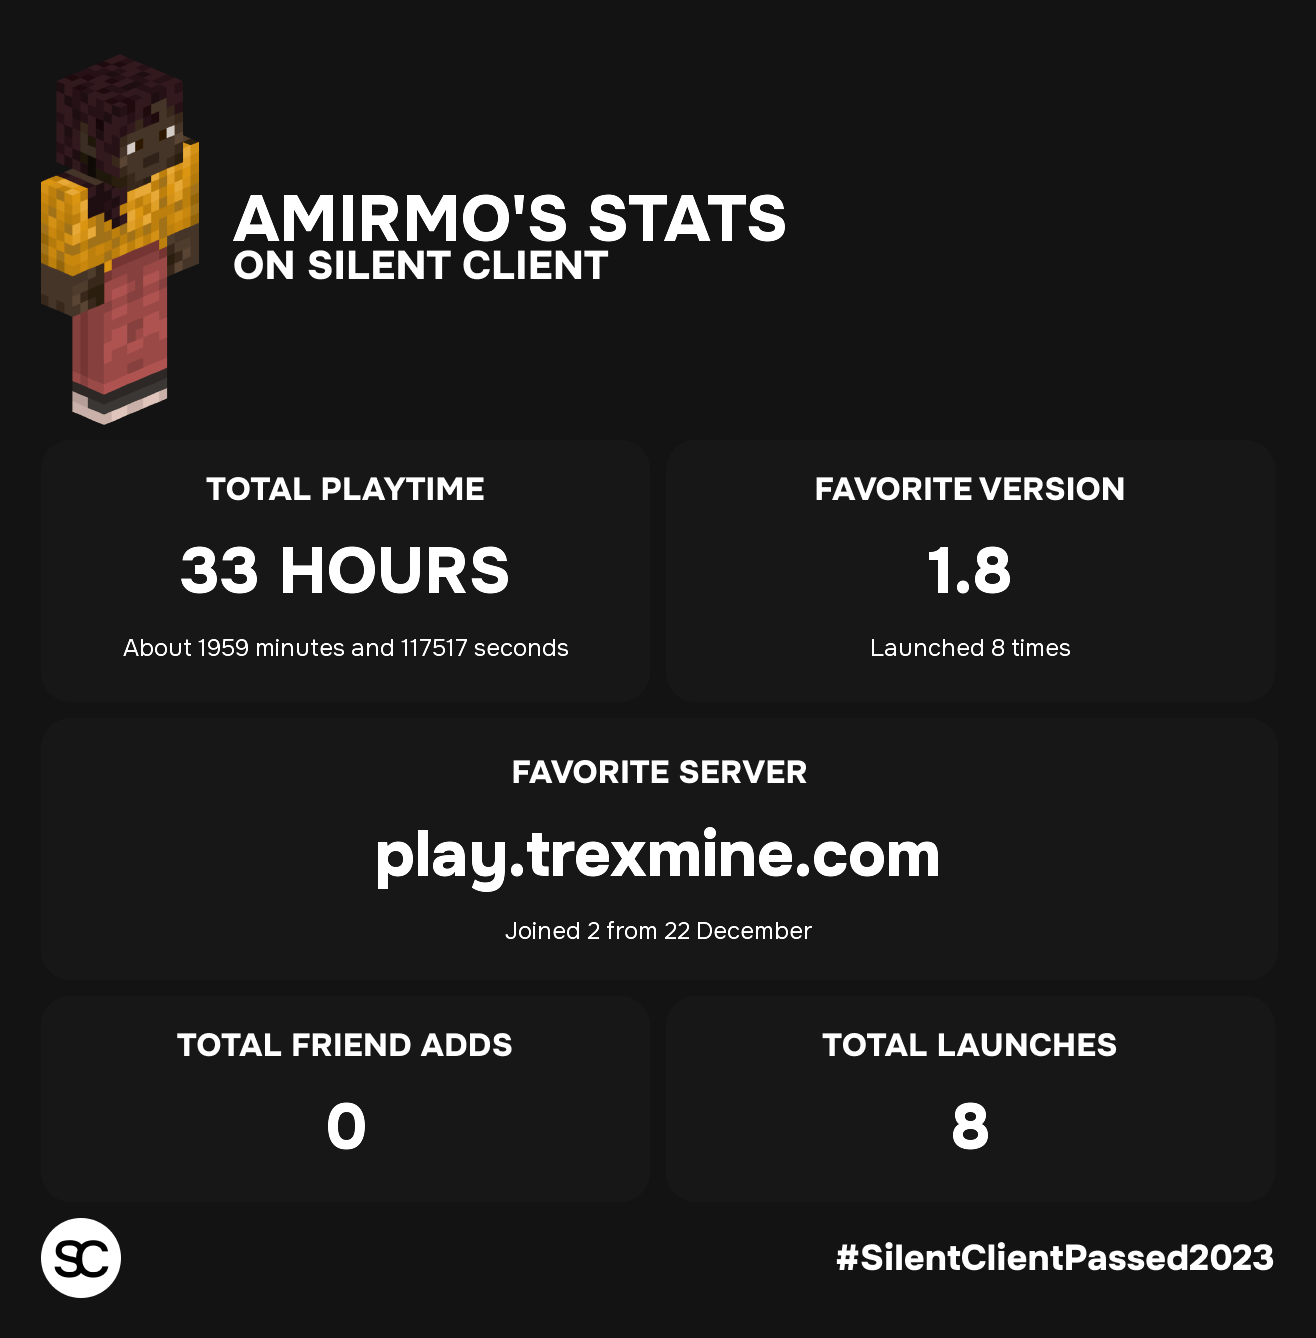 AMIRMO'S STATS
ON SILENT CLIENT
TOTAL PLAYTIME
33 HOURS
About 1959 minutes and 117517 seconds
FAVORITE VERSION
1.8
Launched 8 times
FAVORITE SERVER
play.trexmine.com
Joined 2 from 22 December
TOTAL FRIEND ADDS
0
TOTAL LAUNCHES
8
SC
#SilentClientPassed2023